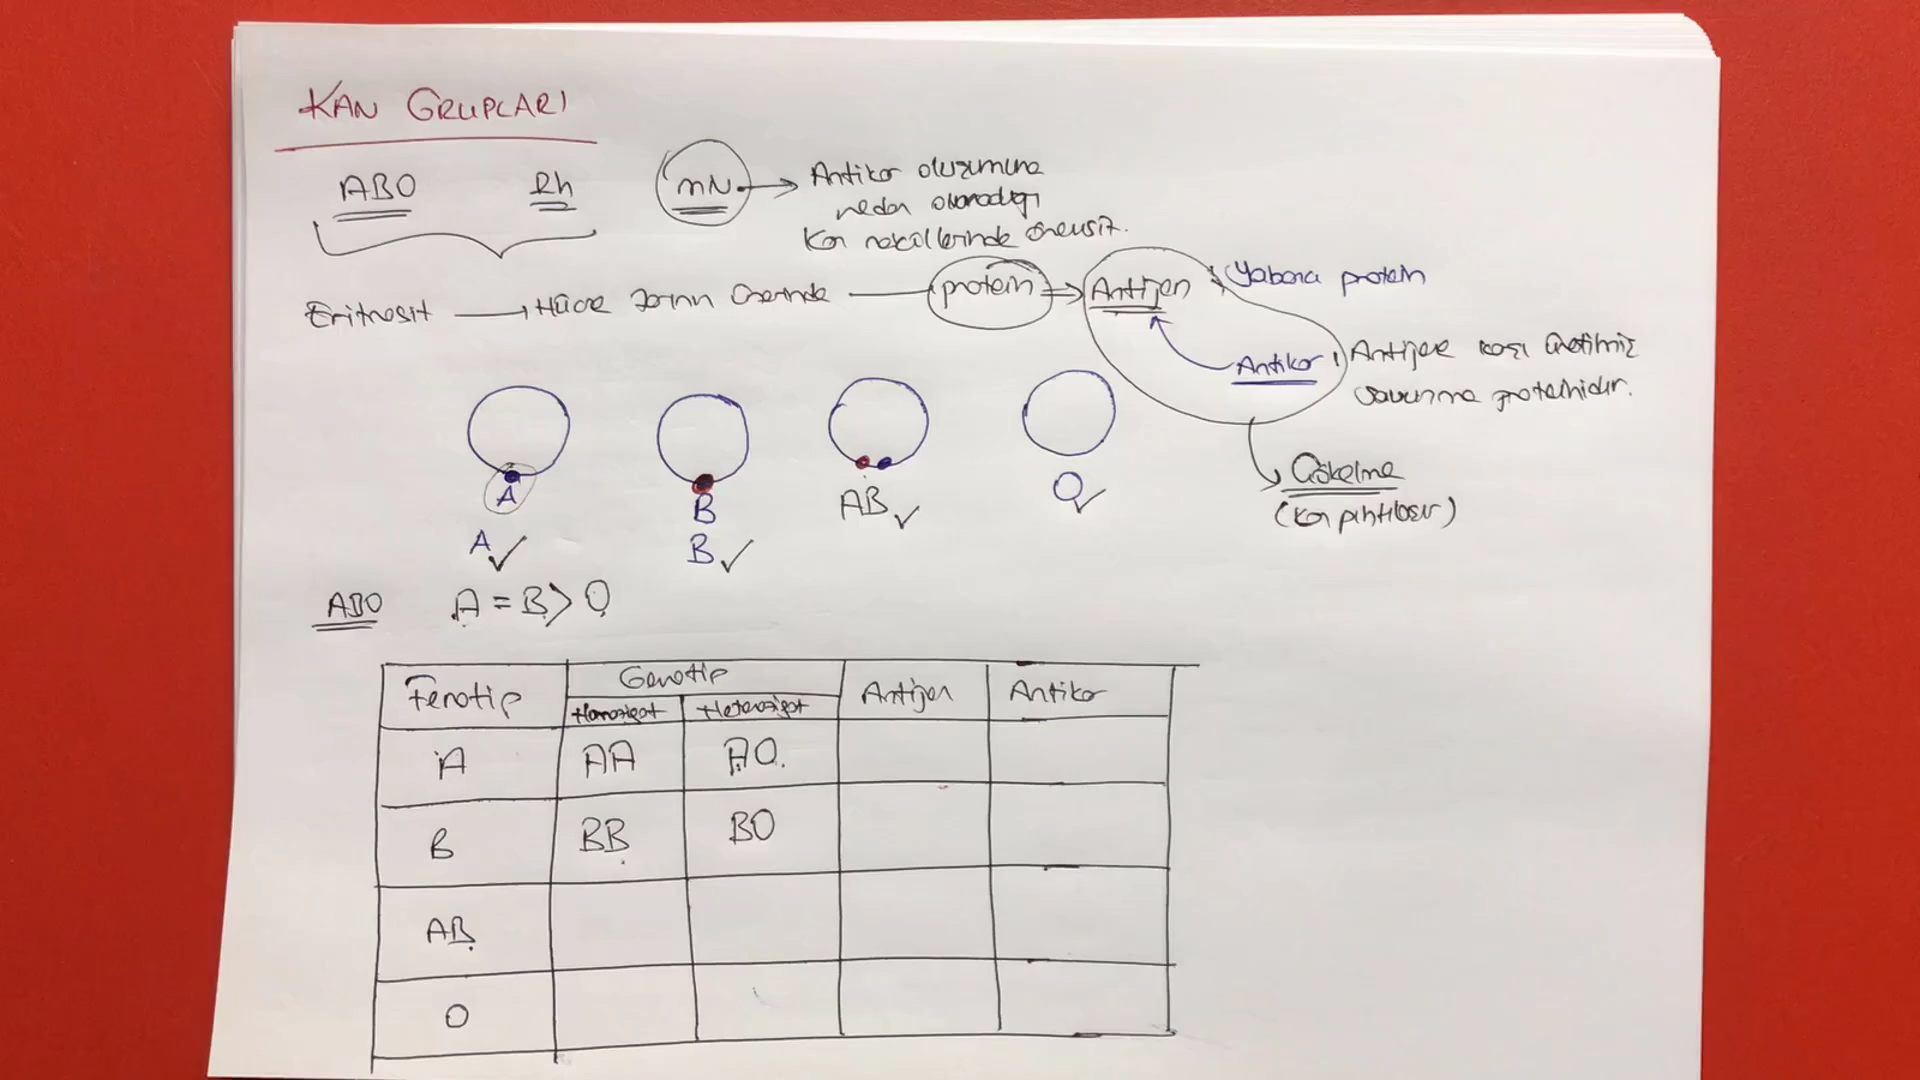 KAN GRUPLARI
ABO Rh MN → Antikor oluşumuna
neden olmadığı
Kan nakillerinde önemsiz.
Eritrosit → Hücre zarının üzerinde — protein ⇒ Antijen : Yabancı protein
Antikor : Antijene karşı üretilmiş
savunma proteinidir.
Çökelme
(Kan pıhtılaşır)
A B AB ✓ O ✓
A ✓ B ✓
ABO A = B > O
Fenotip Genotip Antijen Antikor
Homozigot Heterozigot
A AA AO
B BB BO
AB
O